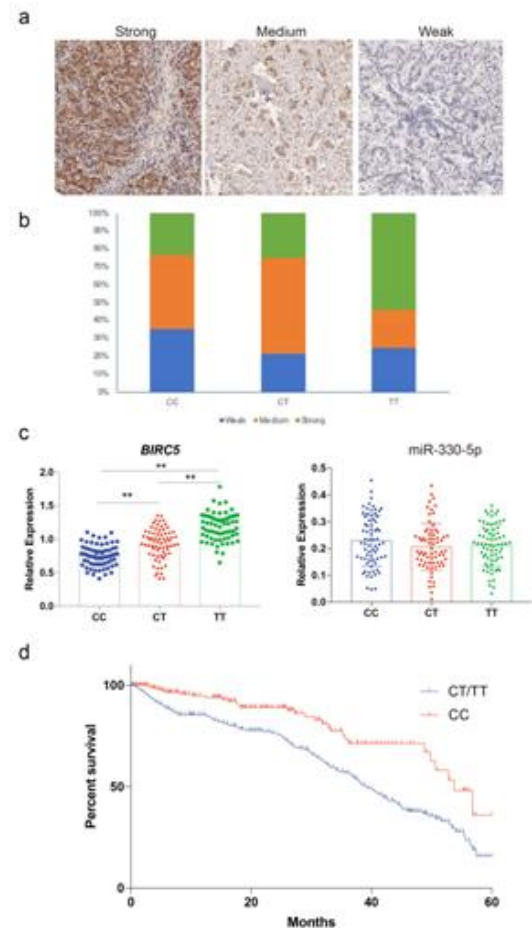 a
Strong Medium Weak
b
100%
90%
80%
70%
60%
50%
40%
30%
20%
10%
0%
CC CT TT
Weak Medium Strong
c
BIRC5
**
** **
Relative Expression
2.0
1.5
1.0
0.5
0.0
CC CT TT
miR-330-5p
Relative Expression
0.5
0.4
0.3
0.2
0.1
0.0
CC CT TT
d
Percent survival
100
50
0
CT/TT
CC
0 20 40 60
Months